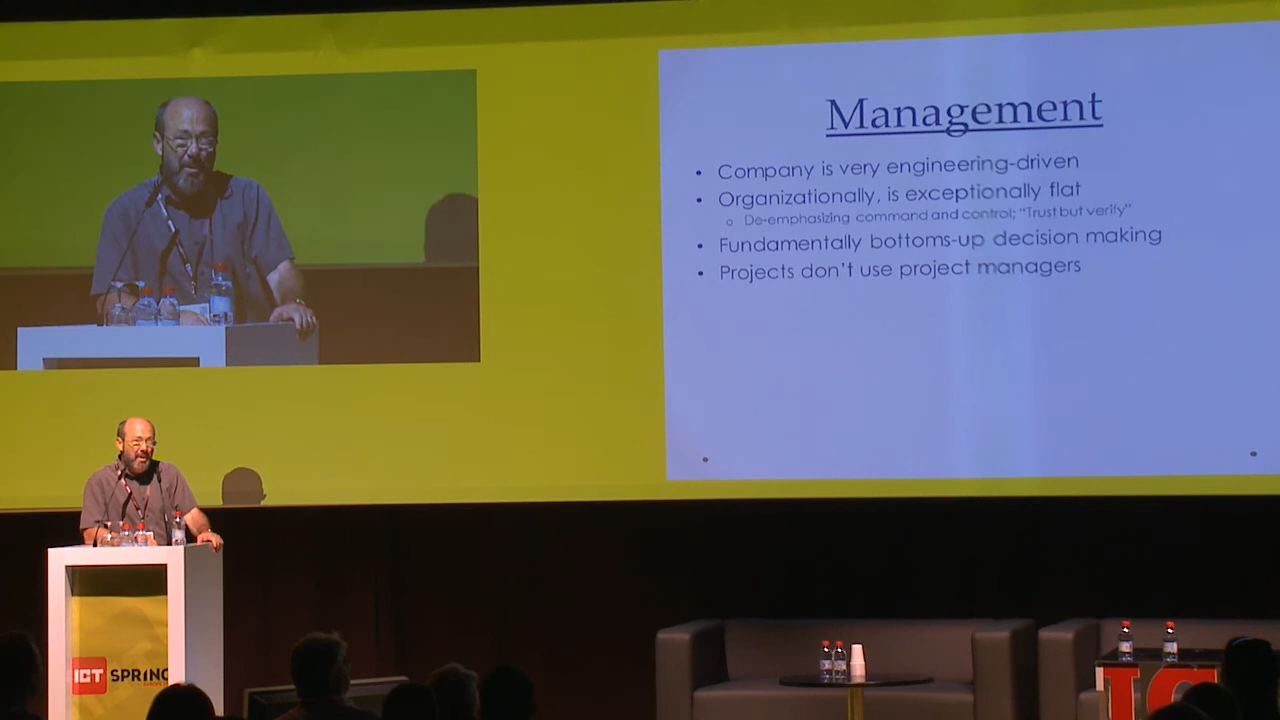 Management
• Company is very engineering-driven
• Organizationally, is exceptionally flat
o De-emphasizing command and control; “Trust but verify”
• Fundamentally bottoms-up decision making
• Projects don’t use project managers
ICT SPRING